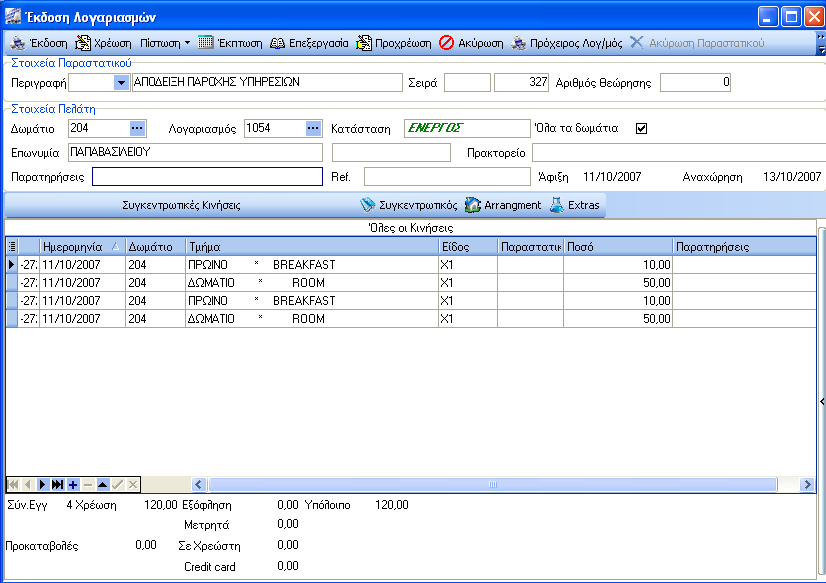 Έκδοση Λογαριασμών
Έκδοση Χρέωση Πίστωση Έκπτωση Επεξεργασία Προχρέωση Ακύρωση Πρόχειρος Λογ/μός Ακύρωση Παραστατικού
Στοιχεία Παραστατικού
Περιγραφή ΑΠΟΔΕΙΞΗ ΠΑΡΟΧΗΣ ΥΠΗΡΕΣΙΩΝ Σειρά 327 Αριθμός Θεώρησης 0
Στοιχεία Πελάτη
Δωμάτιο 204 Λογαριασμός 1054 Κατάσταση ΕΝΕΡΓΟΣ Όλα τα δωμάτια
Επωνυμία ΠΑΠΑΒΑΣΙΛΕΙΟΥ Πρακτορείο
Παρατηρήσεις Ref. Άφιξη 11/10/2007 Αναχώρηση 13/10/2007
Συγκεντρωτικές Κινήσεις Συγκεντρωτικός Arrangment Extras
Όλες οι Κινήσεις
Ημερομηνία Δωμάτιο Τμήμα Είδος Παραστατικ Ποσό Παρατηρήσεις
-27 11/10/2007 204 ΠΡΩΙΝΟ * BREAKFAST X1 10,00
-27 11/10/2007 204 ΔΩΜΑΤΙΟ * ROOM X1 50,00
-27 11/10/2007 204 ΠΡΩΙΝΟ * BREAKFAST X1 10,00
-27 11/10/2007 204 ΔΩΜΑΤΙΟ * ROOM X1 50,00
Σύν.Εγγ 4 Χρέωση 120,00 Εξόφληση 0,00 Υπόλοιπο 120,00
Μετρητά 0,00
Προκαταβολές 0,00 Σε Χρεώστη 0,00
Credit card 0,00